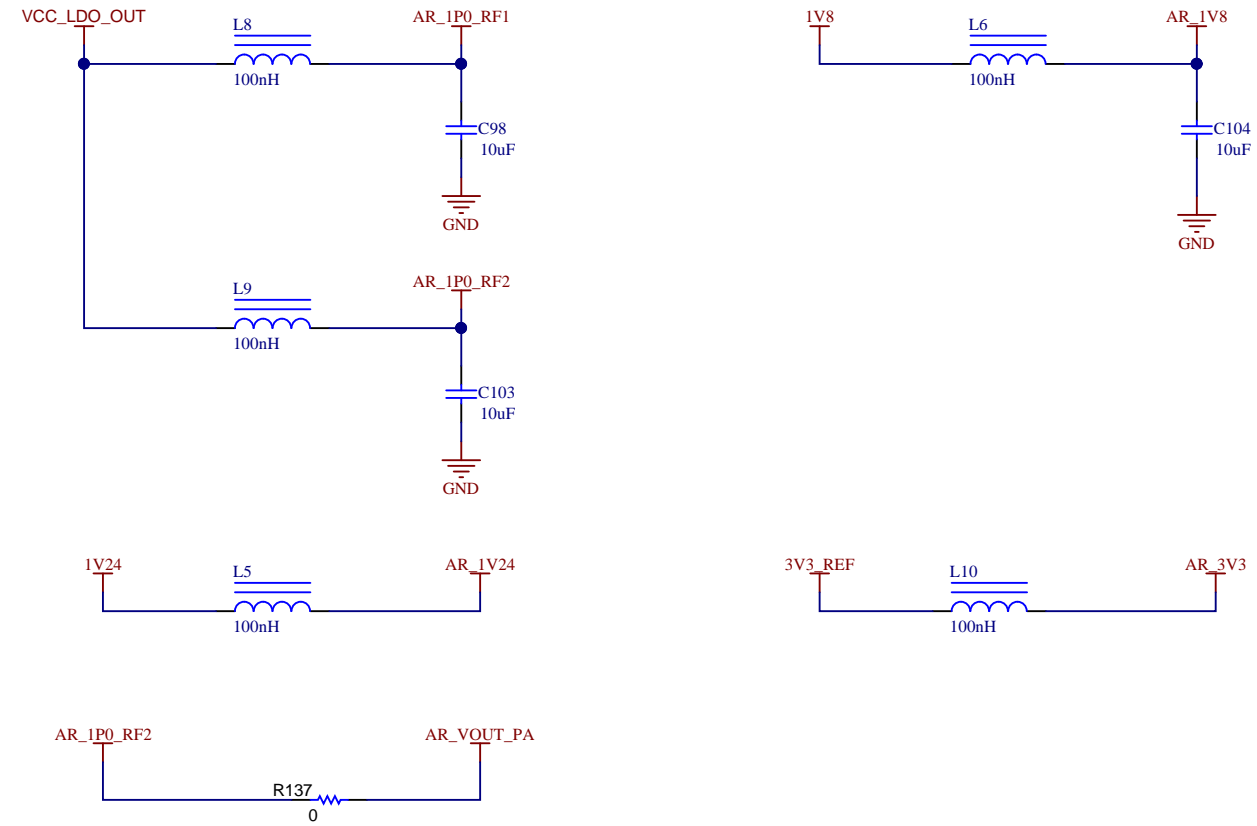 VCC_LDO_OUT
L8
100nH
AR_1P0_RF1
C98
10uF
GND
1V8
L6
100nH
AR_1V8
C104
10uF
GND
L9
100nH
AR_1P0_RF2
C103
10uF
GND
1V24
L5
100nH
AR_1V24
3V3_REF
L10
100nH
AR_3V3
AR_1P0_RF2
R137
0
AR_VOUT_PA